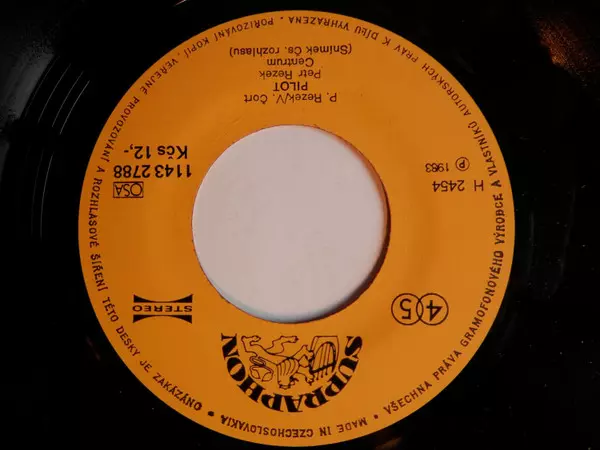 SUPRAPHON
STEREO
45
OSA
1143 2788
Kčs 12,-
H 2454
Ⓟ 1983
P. Rezek/V. Čort
PILOT
Petr Rezek
Centrum
(Snímek Čs. rozhlasu)
MADE IN CZECHOSLOVAKIA • VŠECHNA PRÁVA GRAMOFONOVÉHO VÝROBCE A VLASTNÍKŮ AUTORSKÝCH PRÁV K DÍLU VYHRAZENA • POŘIZOVÁNÍ KOPIÍ, VEŘEJNÉ PROVOZOVÁNÍ A ROZHLASOVÉ ŠÍŘENÍ TÉTO DESKY JE ZAKÁZÁNO •